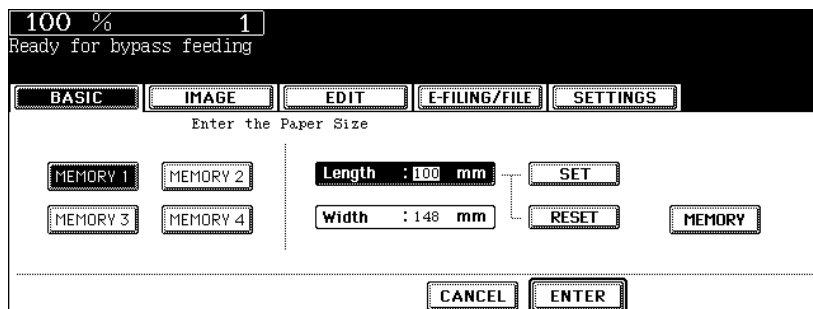 100 % 1
Ready for bypass feeding
BASIC IMAGE EDIT E-FILING/FILE SETTINGS
Enter the Paper Size
MEMORY 1 MEMORY 2 Length :100 mm SET
MEMORY 3 MEMORY 4 Width :148 mm RESET MEMORY
CANCEL ENTER